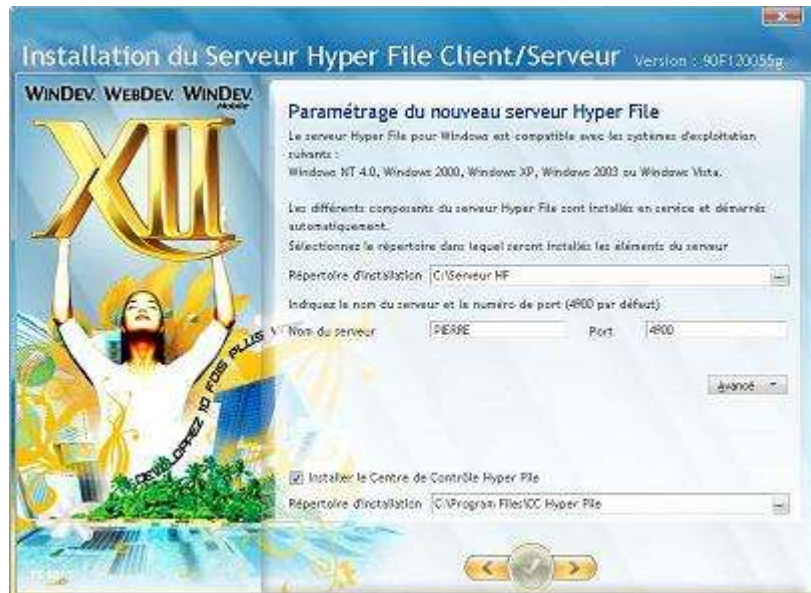 Installation du Serveur Hyper File Client/Serveur Version : 90F120055g
WINDEV. WEBDEV. WINDEV.
Mobile
XII
DEVELOPPEZ 10 FOIS PLUS
Paramétrage du nouveau serveur Hyper File
Le serveur Hyper File pour Windows est compatible avec les systèmes d'exploitation
suivants :
Windows NT 4.0, Windows 2000, Windows XP, Windows 2003 ou Windows Vista.
Les différents composants du serveur Hyper File sont installés en service et démarrés
automatiquement.
Sélectionnez le répertoire dans lequel seront installés les éléments du serveur
Répertoire d'installation C:\Serveur HF ...
Indiquez le nom du serveur et le numéro de port (4900 par défaut)
Nom du serveur PIERRE Port 4900
Avancé
Installer le Centre de Contrôle Hyper File
Répertoire d'installation C:\Program Files\CC Hyper File ...